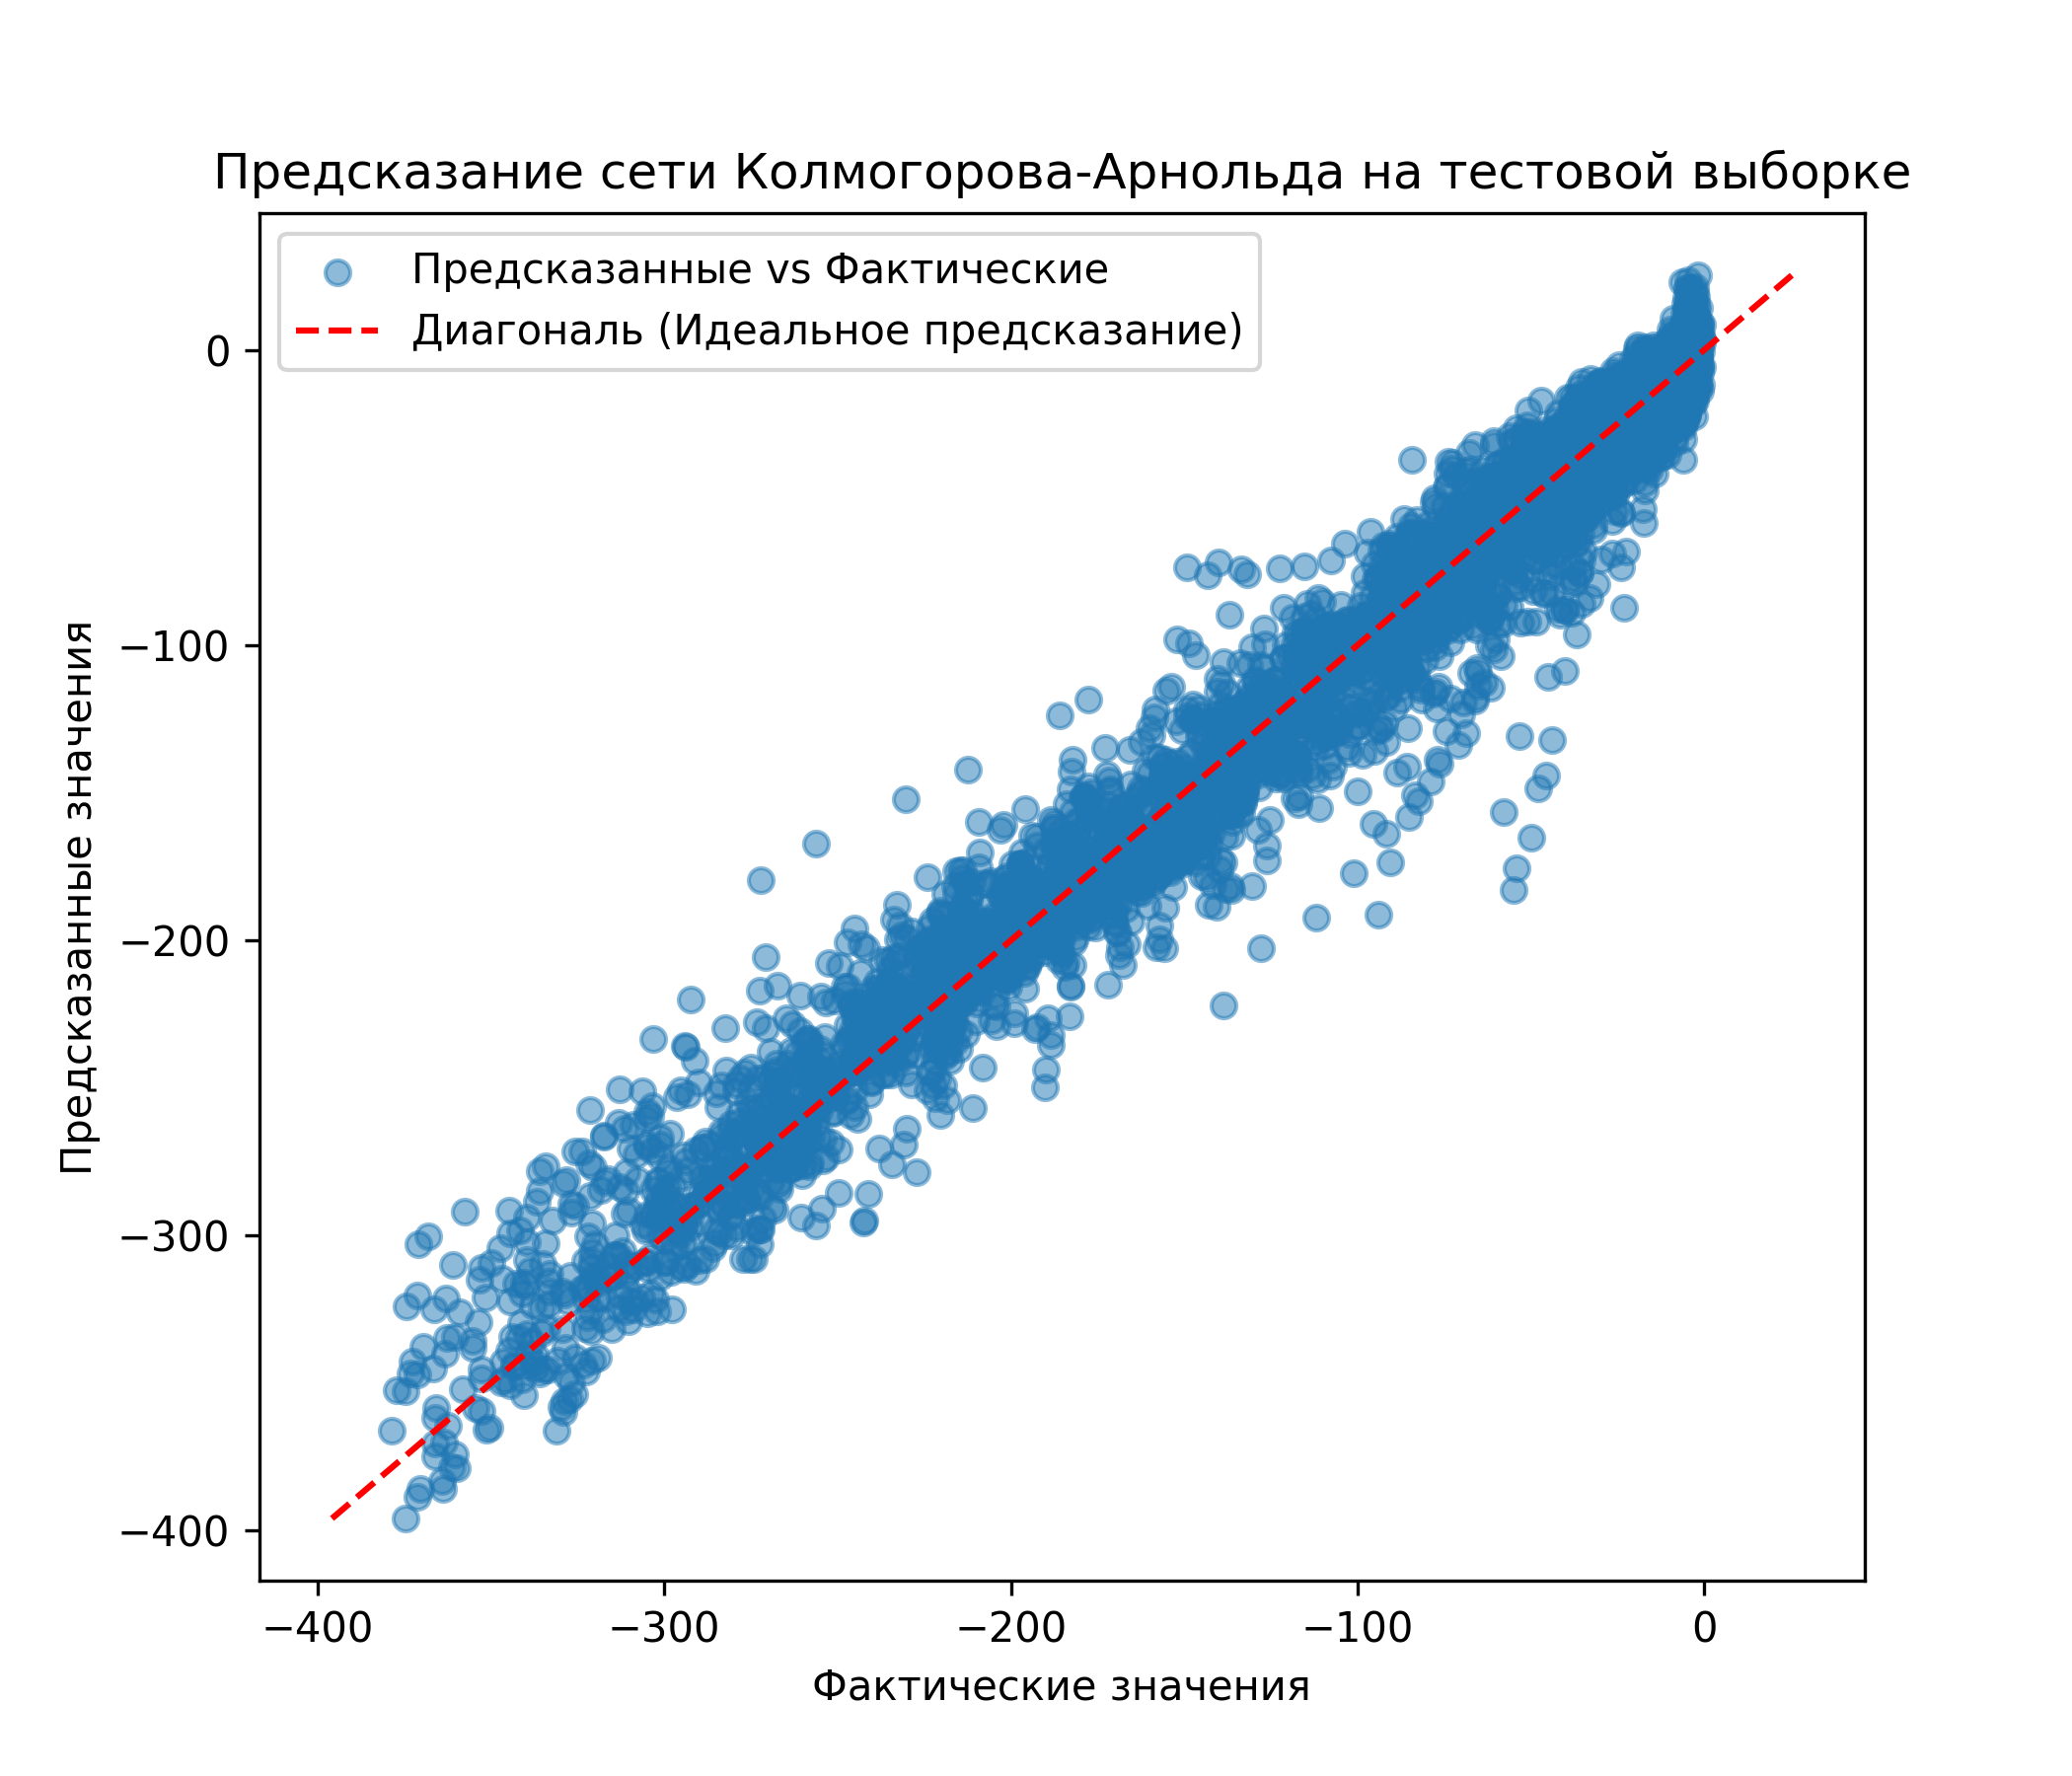 Предсказание сети Колмогорова-Арнольда на тестовой выборке
Предсказанные vs Фактические
Диагональ (Идеальное предсказание)
Предсказанные значения
0
−100
−200
−300
−400
−400 −300 −200 −100 0
Фактические значения